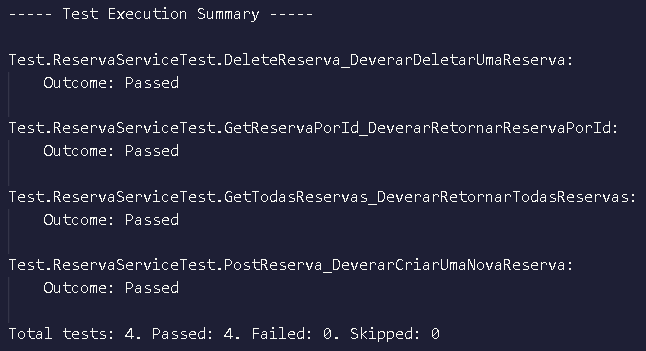 ----- Test Execution Summary -----
Test.ReservaServiceTest.DeleteReserva_DeverarDeletarUmaReserva:
Outcome: Passed
Test.ReservaServiceTest.GetReservaPorId_DeverarRetornarReservaPorId:
Outcome: Passed
Test.ReservaServiceTest.GetTodasReservas_DeverarRetornarTodasReservas:
Outcome: Passed
Test.ReservaServiceTest.PostReserva_DeverarCriarUmaNovaReserva:
Outcome: Passed
Total tests: 4. Passed: 4. Failed: 0. Skipped: 0